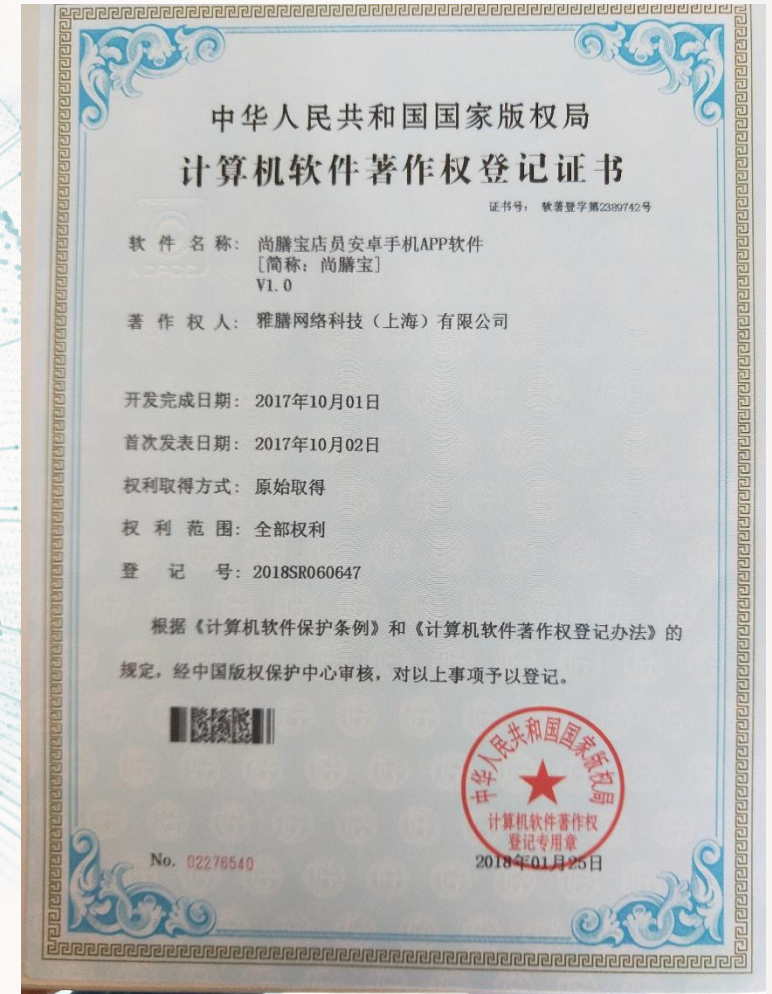 中华人民共和国国家版权局
计算机软件著作权登记证书
证书号： 软著登字第2389742号
软件名称： 尚膳宝店员安卓手机APP软件
[简称：尚膳宝]
V1.0
著作权人： 雅膳网络科技（上海）有限公司
开发完成日期： 2017年10月01日
首次发表日期： 2017年10月02日
权利取得方式： 原始取得
权利范围： 全部权利
登记号： 2018SR060647
根据《计算机软件保护条例》和《计算机软件著作权登记办法》的
规定，经中国版权保护中心审核，对以上事项予以登记。
中华人民共和国国家版权局
计算机软件著作权
登记专用章
No. 02276540
2018年01月25日